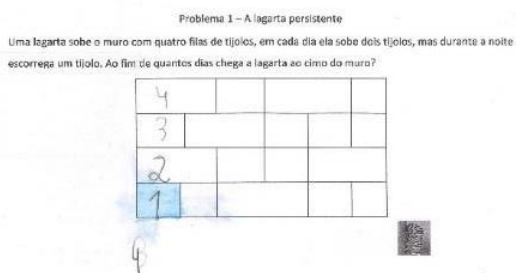 Problema 1 – A lagarta persistente
Uma lagarta sobe o muro com quatro filas de tijolos, em cada dia ela sobe dois tijolos, mas durante a noite
escorrega um tijolo. Ao fim de quantos dias chega a lagarta ao cimo do muro?
4
3
2
1